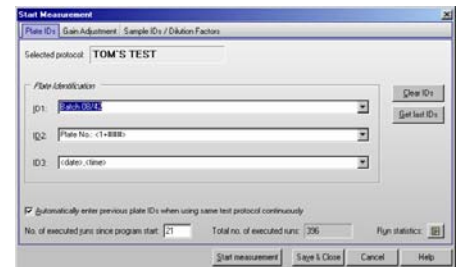 Start Measurement
Plate IDs Gain Adjustment Sample IDs / Dilution Factors
Selected protocol: TOM'S TEST
Plate Identification
ID1: Batch 08/42
ID2: Plate No.: <1+####>
ID3: <date>,<time>
Clear IDs
Get last IDs
Automatically enter previous plate IDs when using same test protocol continuously
No. of executed runs since program start: 21 Total no. of executed runs: 396 Run statistics:
Start measurement Save & Close Cancel Help